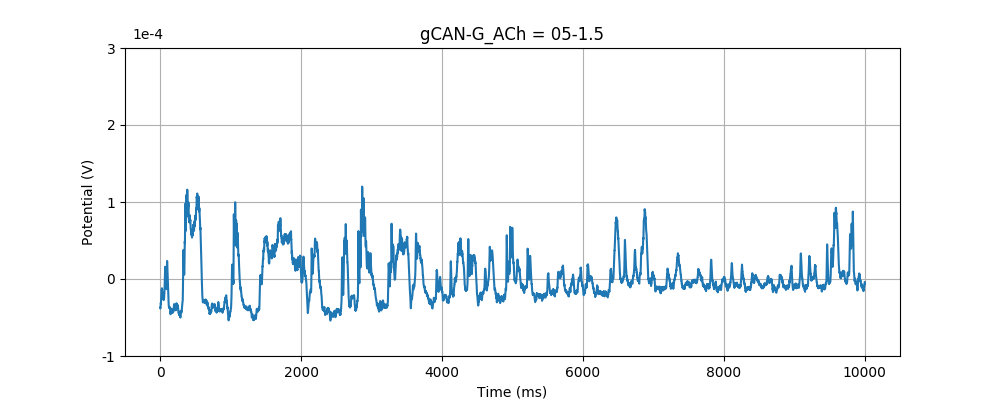 gCAN-G_ACh = 05-1.5
1e-4
3
2
1
0
-1
Potential (V)
0 2000 4000 6000 8000 10000
Time (ms)